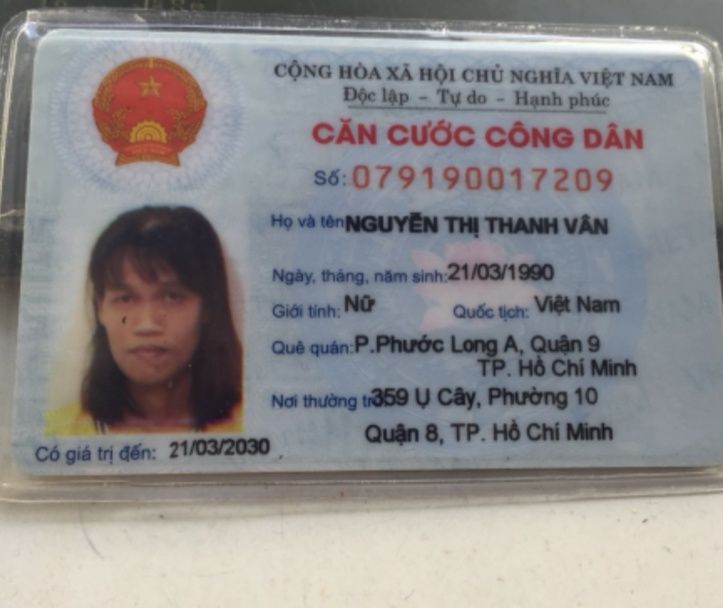 CỘNG HÒA XÃ HỘI CHỦ NGHĨA VIỆT NAM
Độc lập – Tự do – Hạnh phúc
CĂN CƯỚC CÔNG DÂN
Số: 079190017209
Họ và tên NGUYỄN THỊ THANH VÂN
Ngày, tháng, năm sinh: 21/03/1990
Giới tính: Nữ Quốc tịch: Việt Nam
Quê quán: P.Phước Long A, Quận 9
TP. Hồ Chí Minh
Nơi thường trú 359 Ụ Cây, Phường 10
Quận 8, TP. Hồ Chí Minh
Có giá trị đến: 21/03/2030